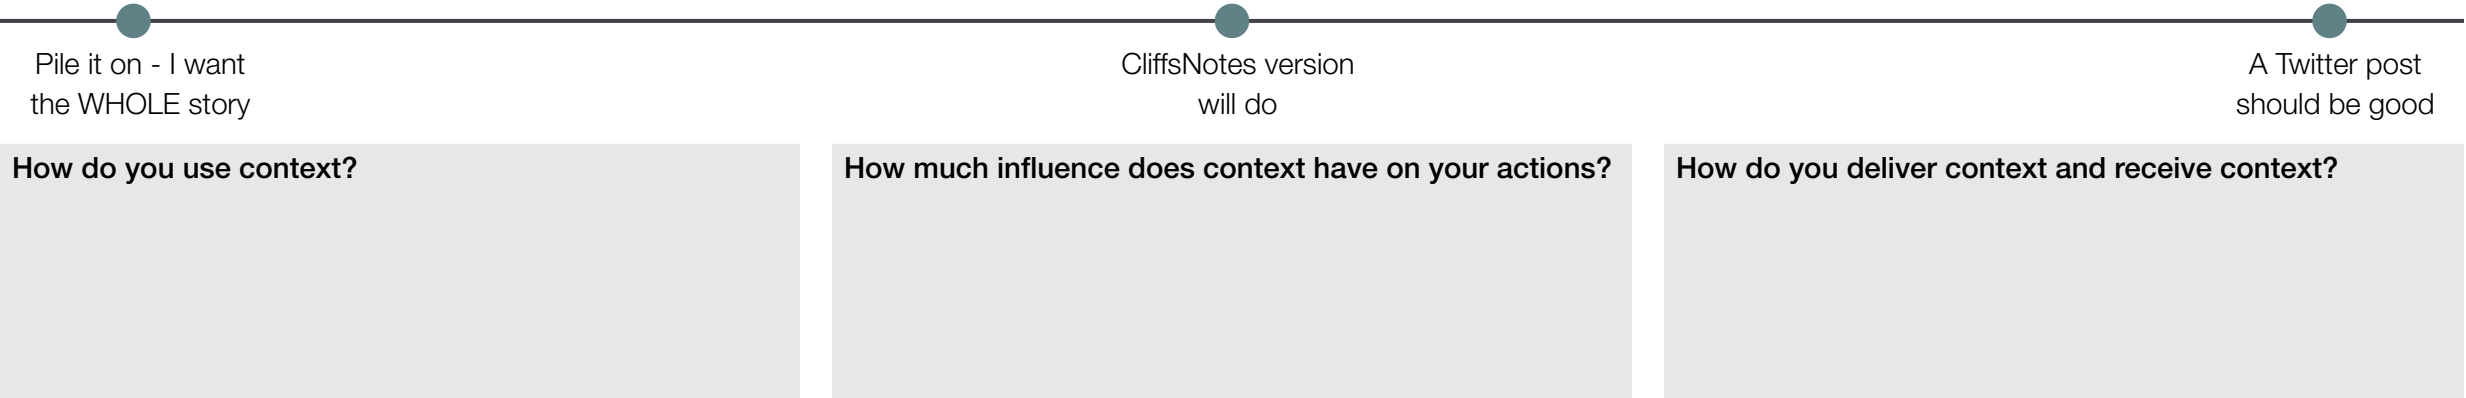 Pile it on - I want
the WHOLE story
CliffsNotes version
will do
A Twitter post
should be good
How do you use context?
How much influence does context have on your actions?
How do you deliver context and receive context?